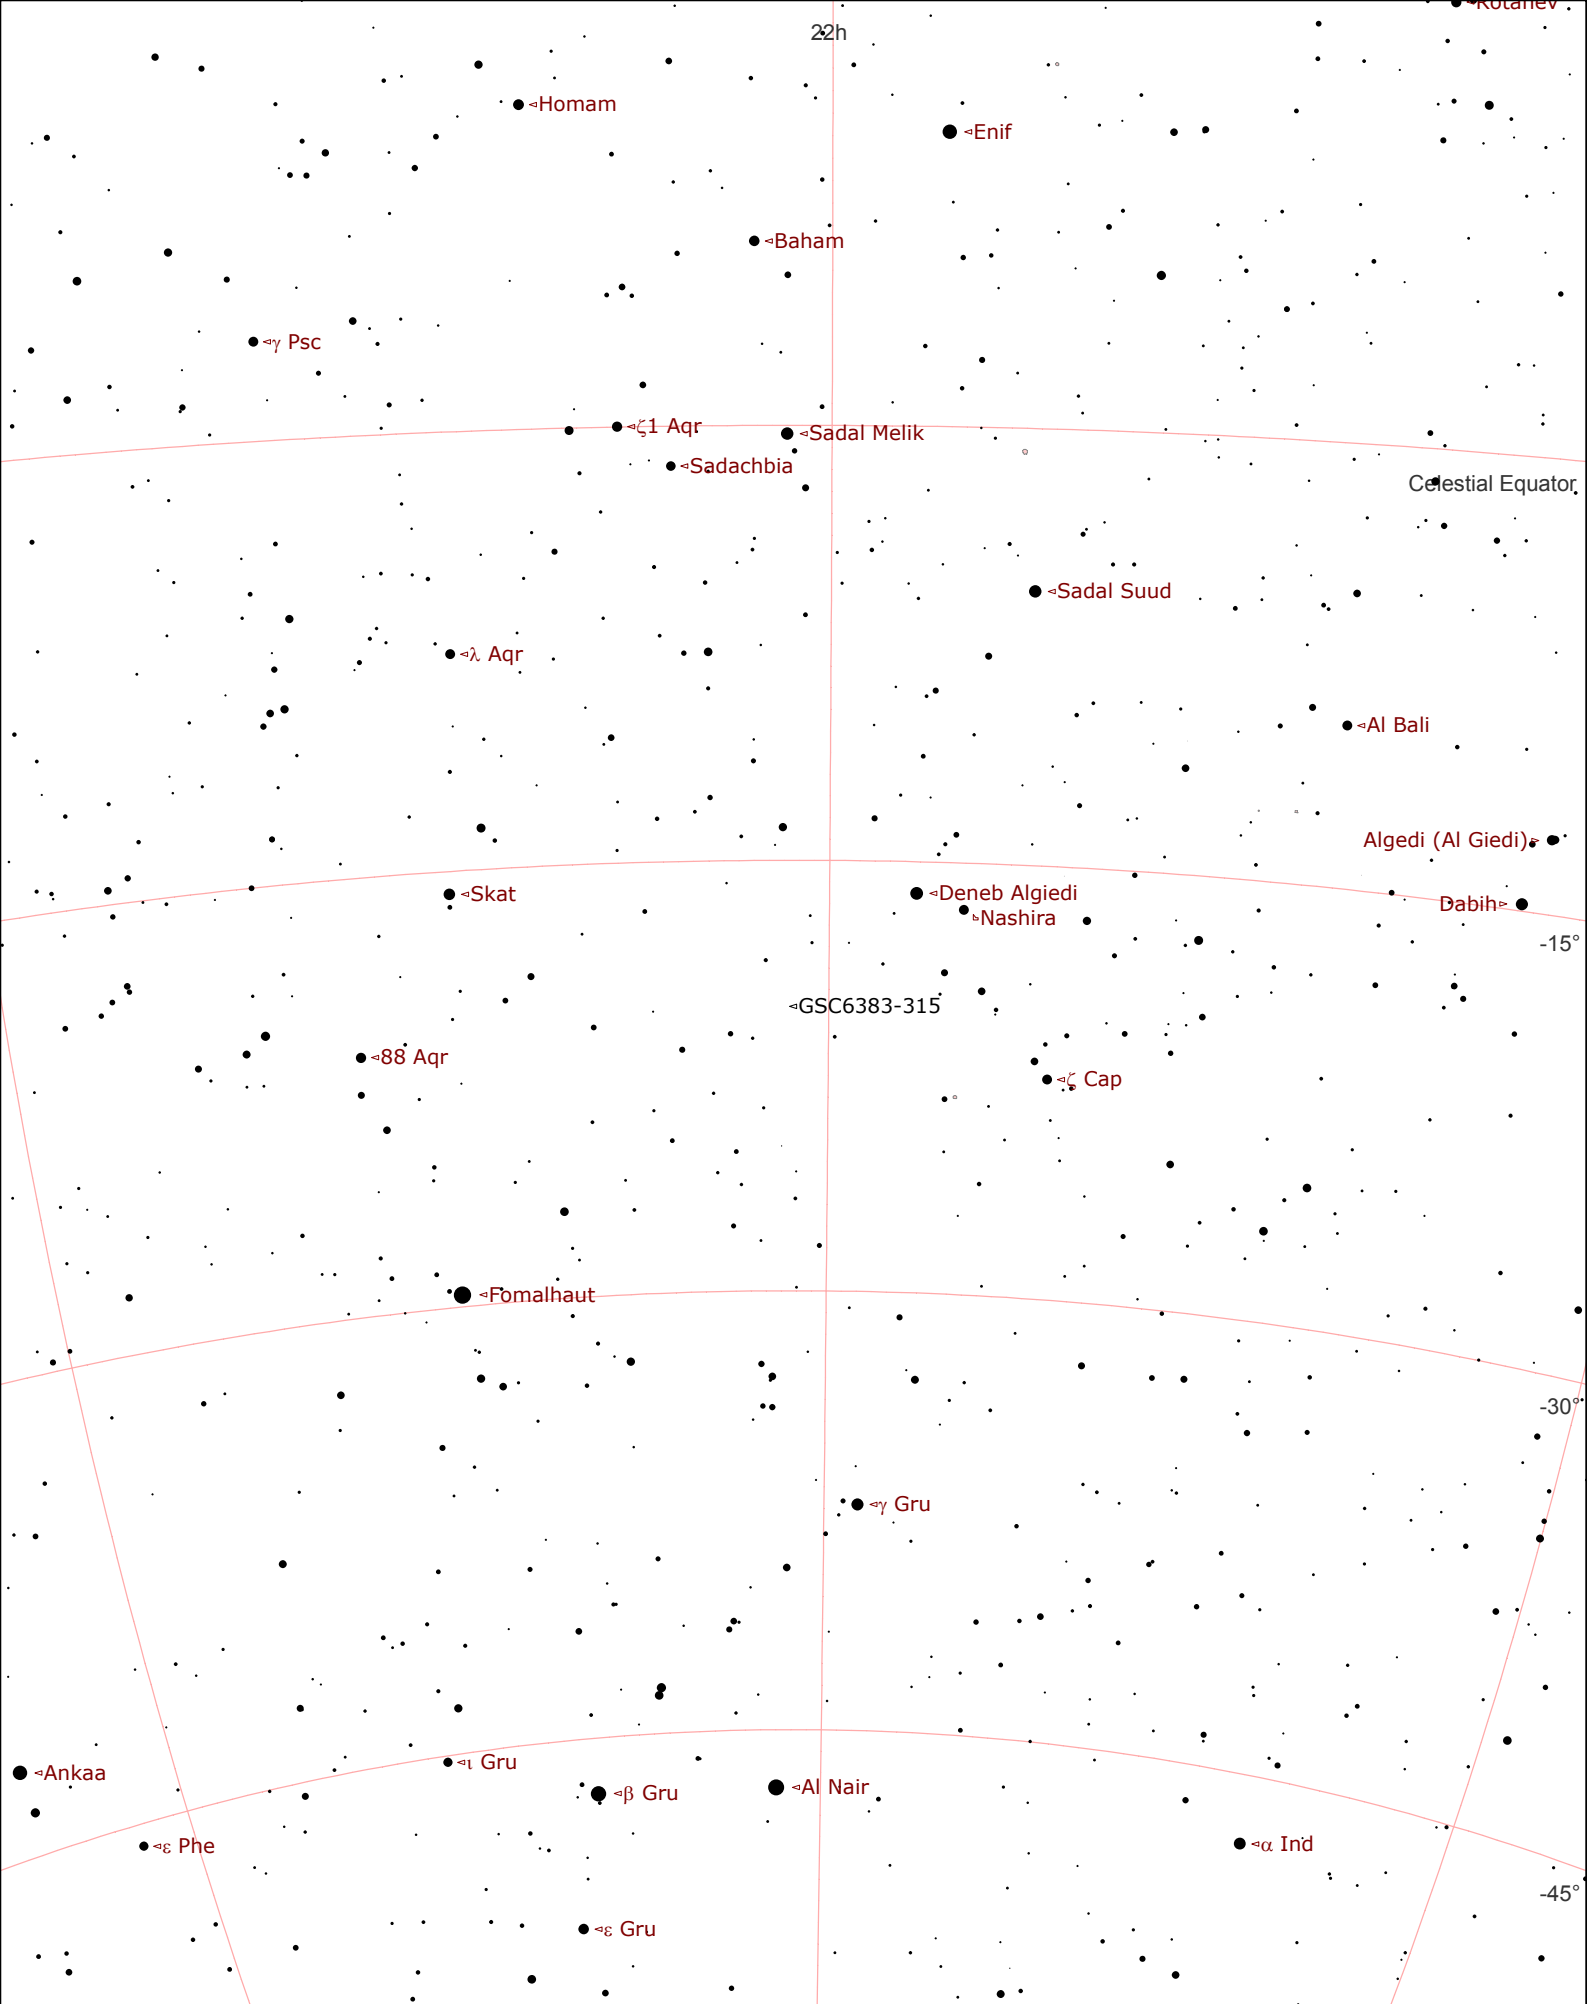 Rotanev
22h
Homam
Enif
Baham
γ Psc
ζ1 Aqr
Sadal Melik
Sadachbia
Celestial Equator
Sadal Suud
λ Aqr
Al Bali
Algedi (Al Giedi)
Skat
Deneb Algiedi
Dabih
Nashira
-15°
GSC6383-315
88 Aqr
ζ Cap
Fomalhaut
-30°
γ Gru
ι Gru
Ankaa
β Gru
Al Nair
ε Phe
α Ind
-45°
ε Gru